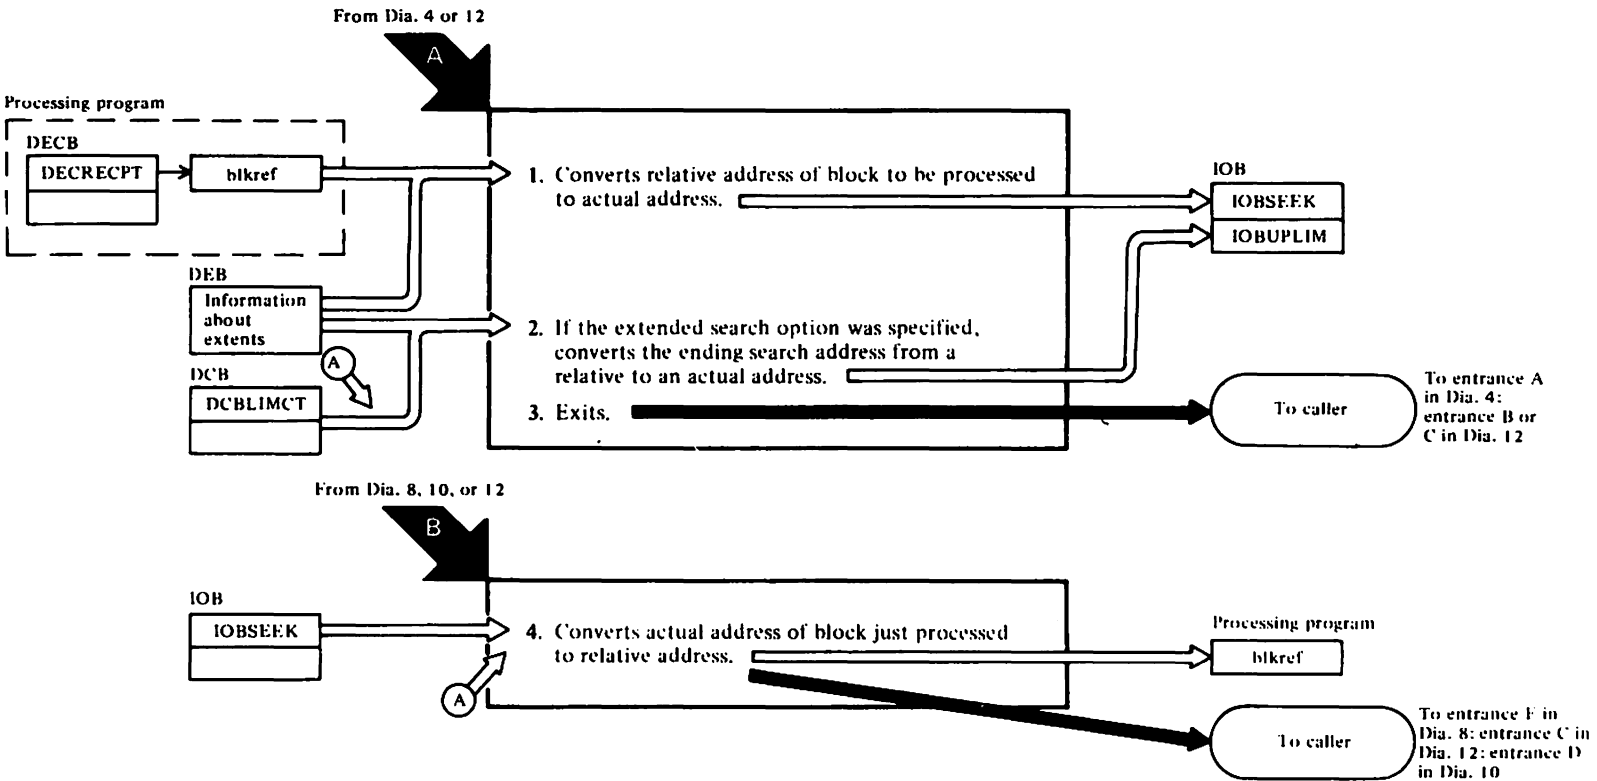 From Dia. 4 or 12
A
Processing program
DECB
DECRECPT
blkref
1. Converts relative address of block to be processed
to actual address.
IOB
IOBSEEK
IOBUPLIM
DEB
Information
about
extents
2. If the extended search option was specified,
converts the ending search address from a
relative to an actual address.
A
DCB
DCBLIMCT
3. Exits.
To caller
To entrance A
in Dia. 4:
entrance B or
C in Dia. 12
From Dia. 8, 10, or 12
B
IOB
IOBSEEK
4. Converts actual address of block just processed
to relative address.
A
Processing program
blkref
To caller
To entrance F in
Dia. 8: entrance C in
Dia. 12: entrance D
in Dia. 10